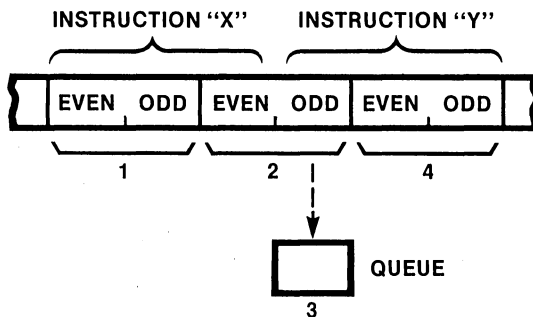 INSTRUCTION “X” INSTRUCTION “Y”
EVEN ODD EVEN ODD EVEN ODD
1 2 4
QUEUE
3